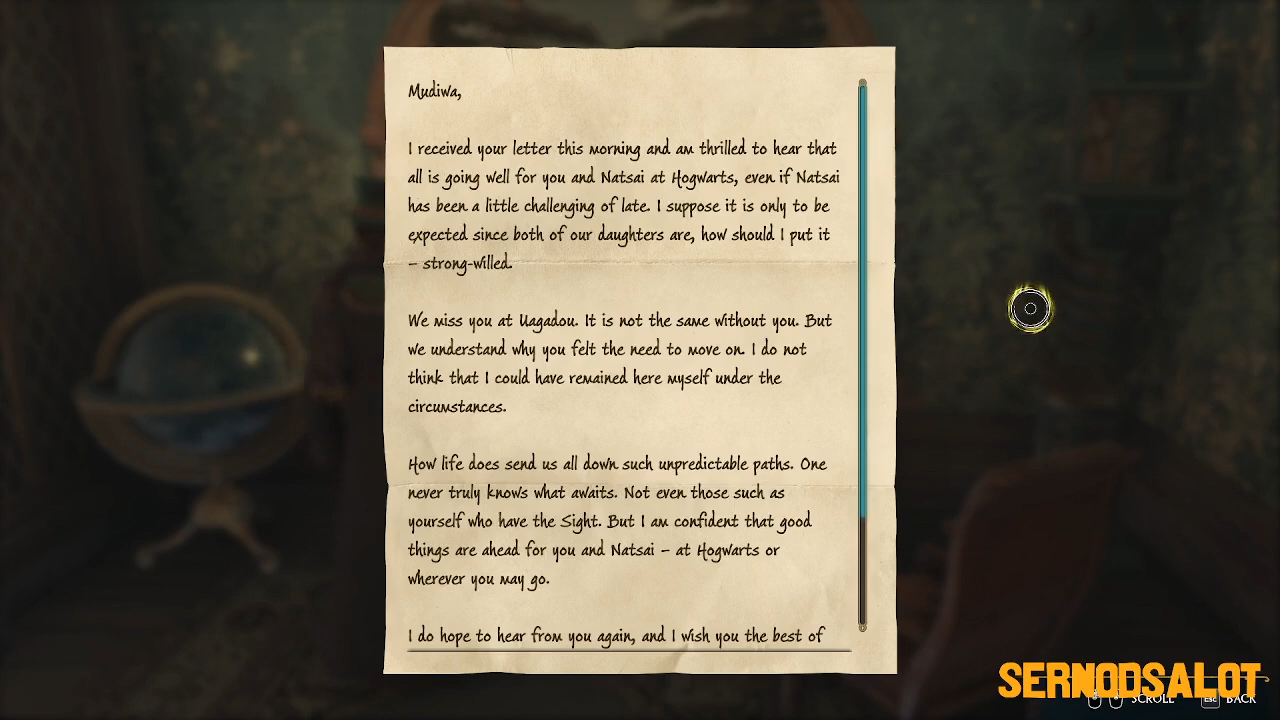 Mudiwa,
I received your letter this morning and am thrilled to hear that
all is going well for you and Natsai at Hogwarts, even if Natsai
has been a little challenging of late. I suppose it is only to be
expected since both of our daughters are, how should I put it
– strong-willed.
We miss you at Uagadou. It is not the same without you. But
we understand why you felt the need to move on. I do not
think that I could have remained here myself under the
circumstances.
How life does send us all down such unpredictable paths. One
never truly knows what awaits. Not even those such as
yourself who have the Sight. But I am confident that good
things are ahead for you and Natsai – at Hogwarts or
wherever you may go.
I do hope to hear from you again, and I wish you the best of
SERNODSALOT
SCROLL
Esc BACK